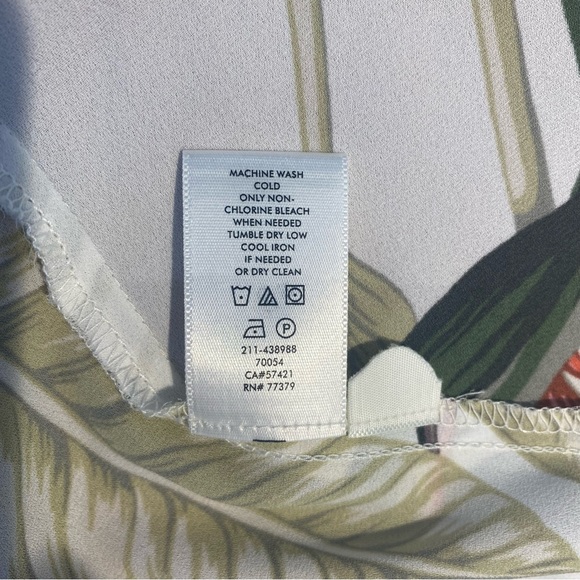 MACHINE WASH
COLD
ONLY NON-
CHLORINE BLEACH
WHEN NEEDED
TUMBLE DRY LOW
COOL IRON
IF NEEDED
OR DRY CLEAN
P
211-438988
70054
CA#57421
RN# 77379